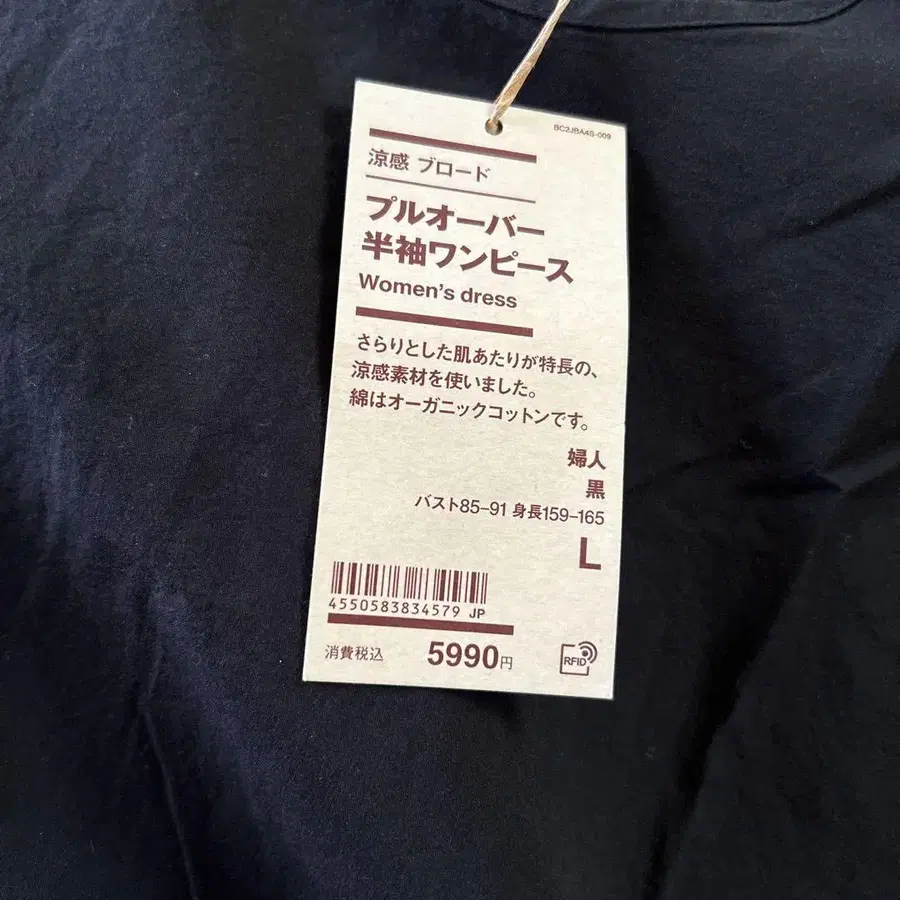 BC2JBA4S-009
涼感 ブロード
プルオーバー
半袖ワンピース
Women's dress
さらりとした肌あたりが特長の、
涼感素材を使いました。
綿はオーガニックコットンです。
婦人
黒
バスト85–91 身長159–165
L
4550583834579 JP
消費税込 5990円
RFID